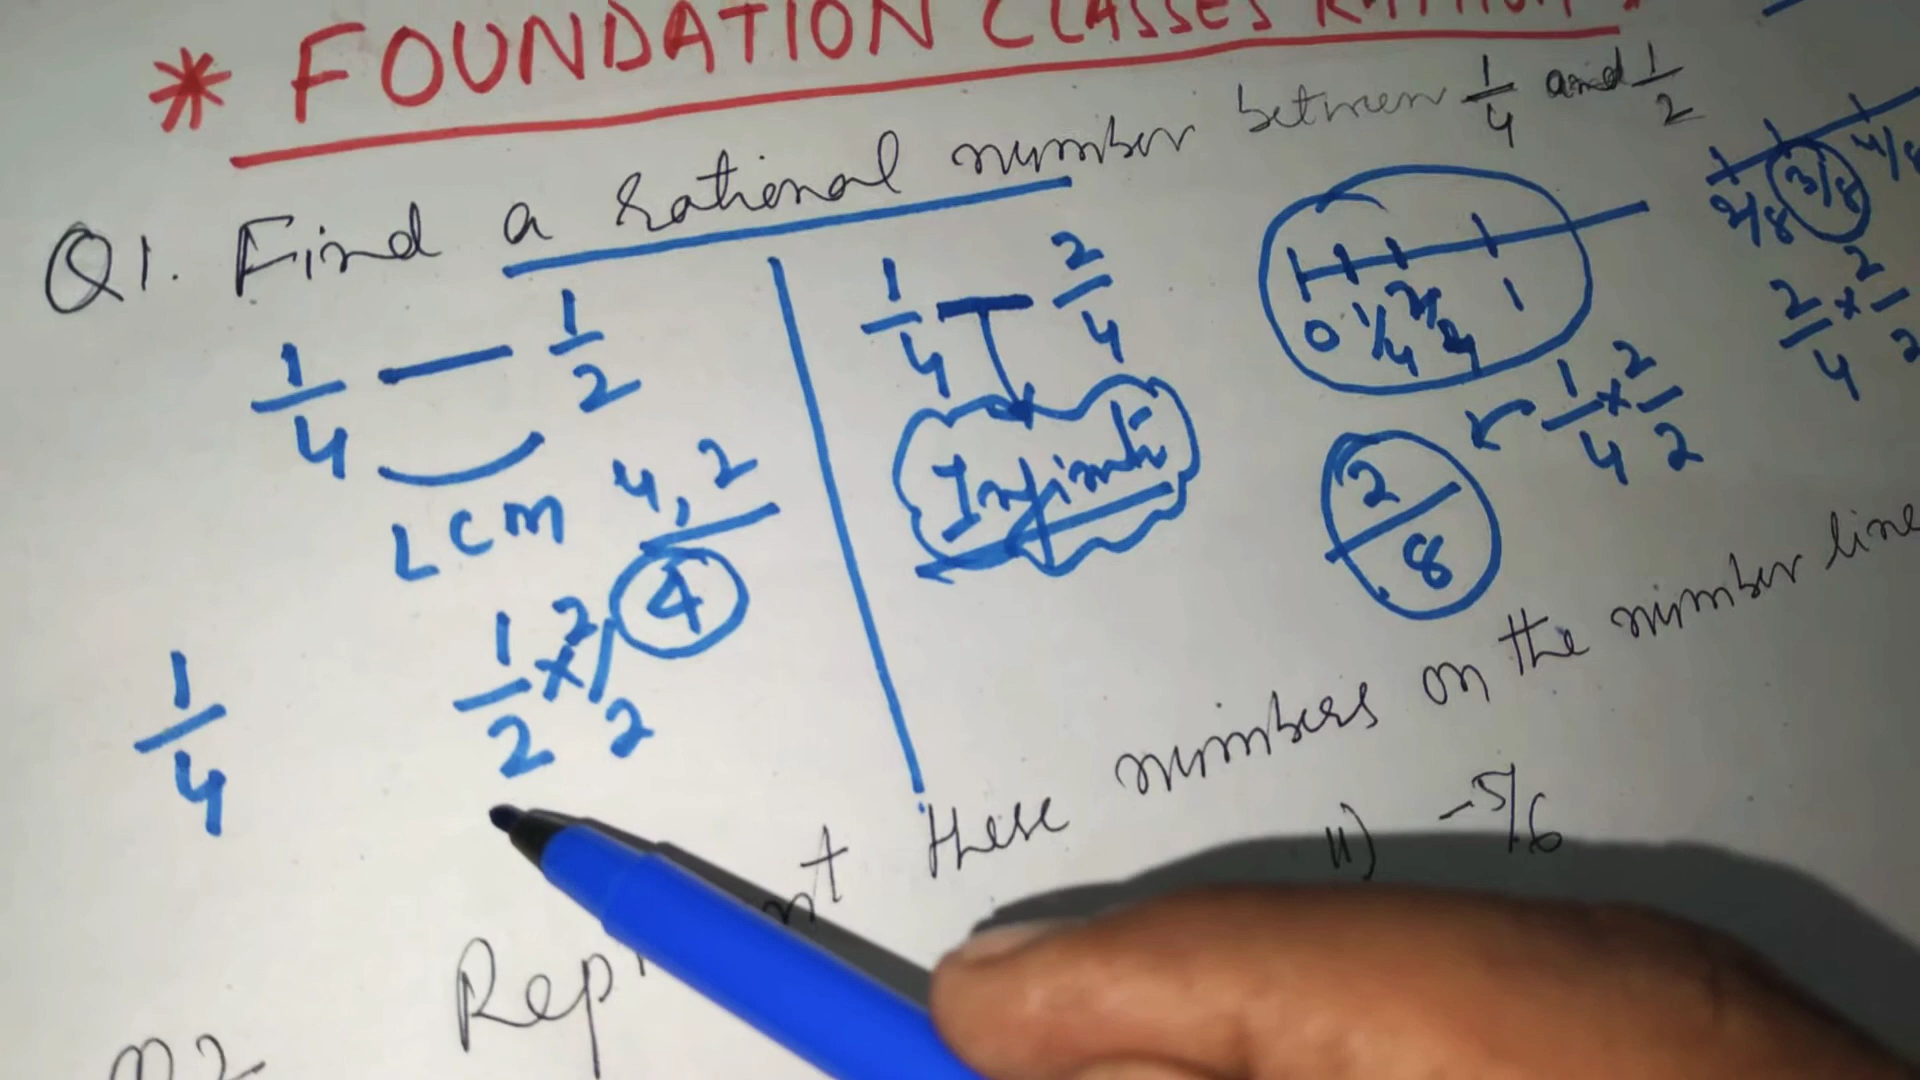 * FOUNDATION CLASSES
Q1. Find a rational number between 1/4 and 1/2
1/4 — 1/2
LCM 4, 2
4
1/4 1/2 × 2/2
1/4 — 2/4
0 1/4 2/4 1
1/4 × 2/2
2/8
2/8 3/8 4/8
2/4 × 2/2
these numbers on the number line
11) -5/6